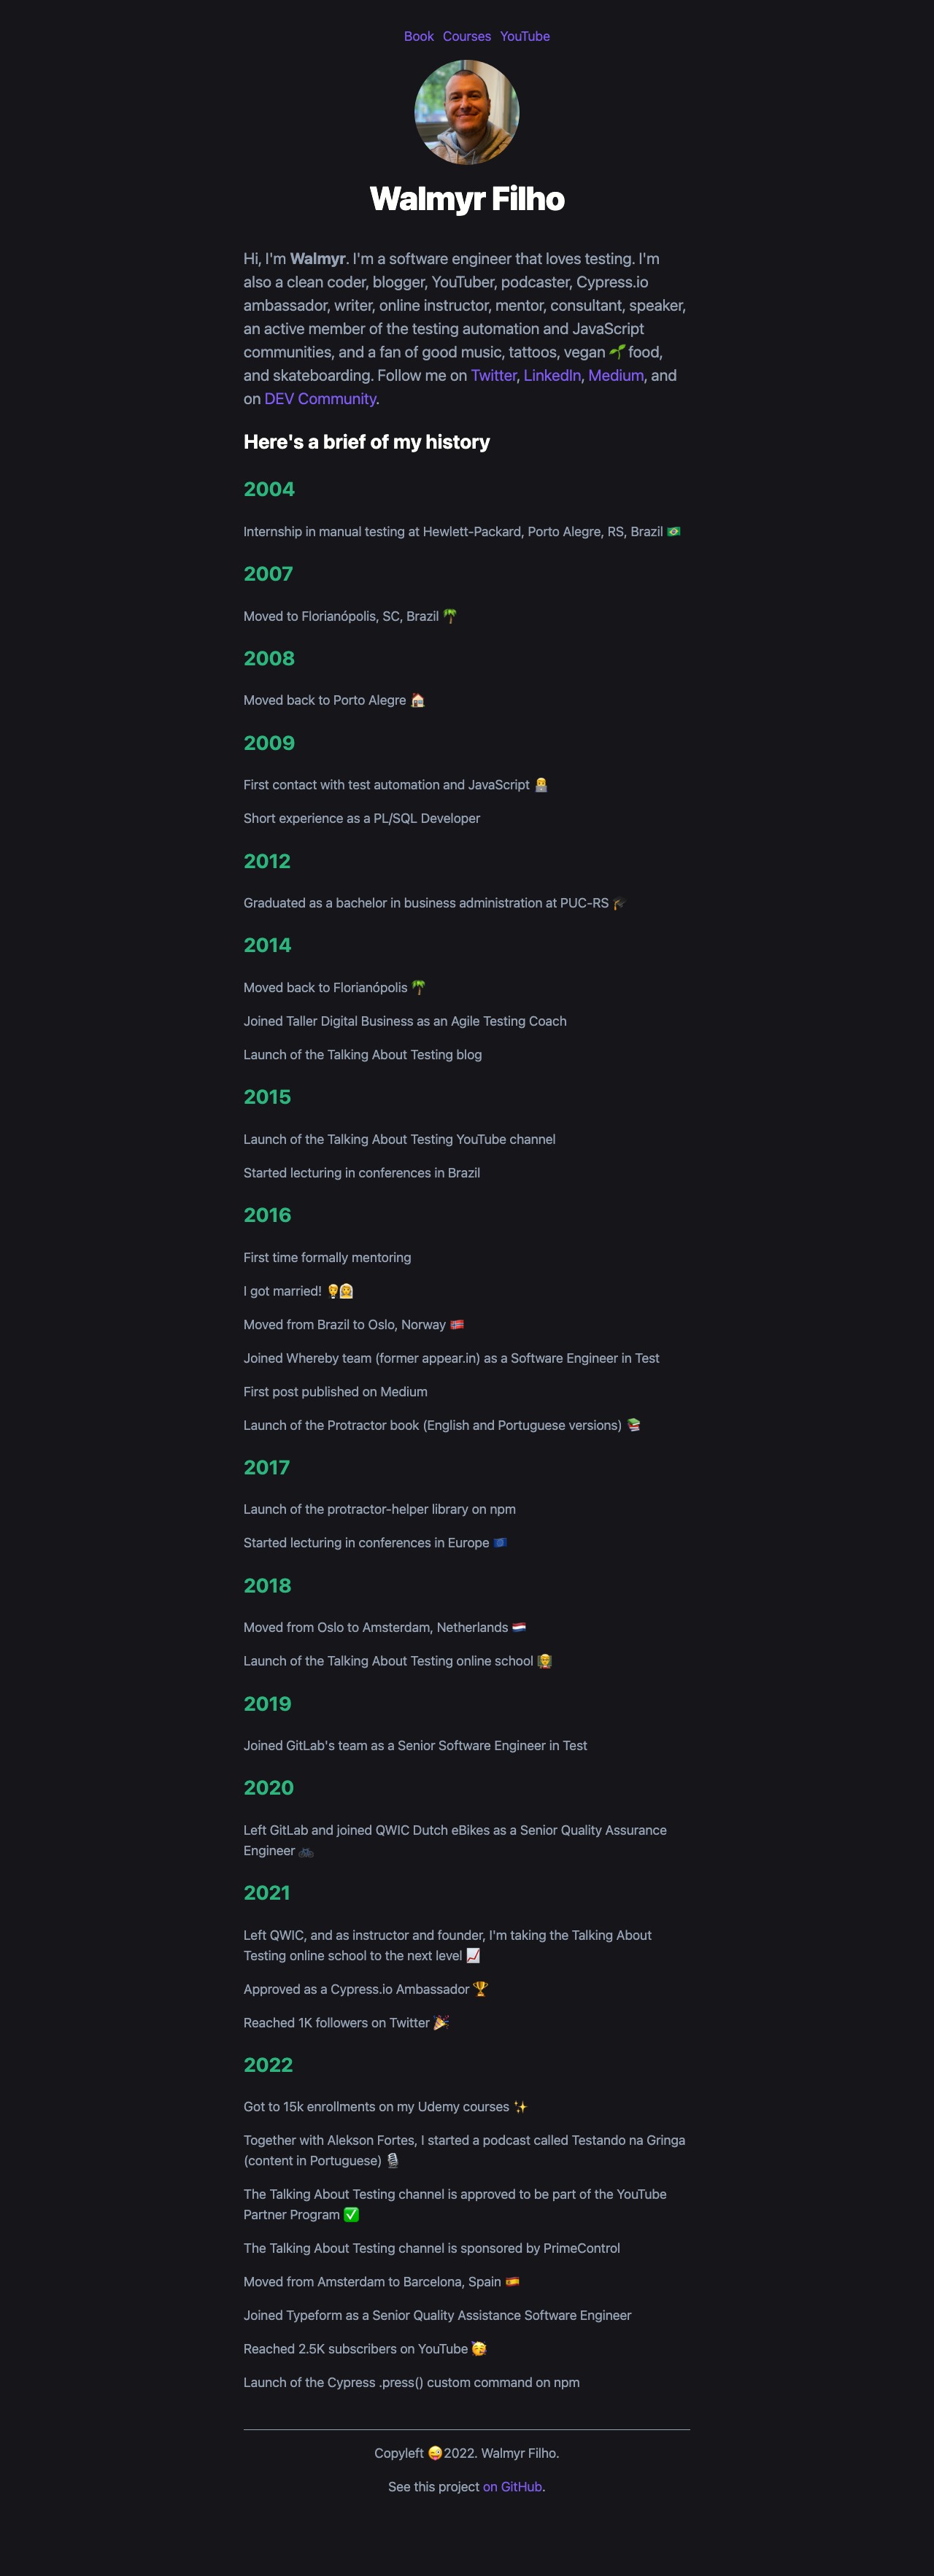 Book Courses YouTube
Walmyr Filho
Hi, I'm Walmyr. I'm a software engineer that loves testing. I'm
also a clean coder, blogger, YouTuber, podcaster, Cypress.io
ambassador, writer, online instructor, mentor, consultant, speaker,
an active member of the testing automation and JavaScript
communities, and a fan of good music, tattoos, vegan 🌱 food,
and skateboarding. Follow me on Twitter, LinkedIn, Medium, and
on DEV Community.
Here's a brief of my history
2004
Internship in manual testing at Hewlett-Packard, Porto Alegre, RS, Brazil 🇧🇷
2007
Moved to Florianópolis, SC, Brazil 🌴
2008
Moved back to Porto Alegre 🏠
2009
First contact with test automation and JavaScript 👨‍💻
Short experience as a PL/SQL Developer
2012
Graduated as a bachelor in business administration at PUC-RS 🎓
2014
Moved back to Florianópolis 🌴
Joined Taller Digital Business as an Agile Testing Coach
Launch of the Talking About Testing blog
2015
Launch of the Talking About Testing YouTube channel
Started lecturing in conferences in Brazil
2016
First time formally mentoring
I got married! 🤵👰
Moved from Brazil to Oslo, Norway 🇳🇴
Joined Whereby team (former appear.in) as a Software Engineer in Test
First post published on Medium
Launch of the Protractor book (English and Portuguese versions) 📚
2017
Launch of the protractor-helper library on npm
Started lecturing in conferences in Europe 🇪🇺
2018
Moved from Oslo to Amsterdam, Netherlands 🇳🇱
Launch of the Talking About Testing online school 👨‍🏫
2019
Joined GitLab's team as a Senior Software Engineer in Test
2020
Left GitLab and joined QWIC Dutch eBikes as a Senior Quality Assurance
Engineer 🚲
2021
Left QWIC, and as instructor and founder, I'm taking the Talking About
Testing online school to the next level 📈
Approved as a Cypress.io Ambassador 🏆
Reached 1K followers on Twitter 🎉
2022
Got to 15k enrollments on my Udemy courses ✨
Together with Alekson Fortes, I started a podcast called Testando na Gringa
(content in Portuguese) 🎙
The Talking About Testing channel is approved to be part of the YouTube
Partner Program ✅
The Talking About Testing channel is sponsored by PrimeControl
Moved from Amsterdam to Barcelona, Spain 🇪🇸
Joined Typeform as a Senior Quality Assistance Software Engineer
Reached 2.5K subscribers on YouTube 🥳
Launch of the Cypress .press() custom command on npm
Copyleft 😜2022. Walmyr Filho.
See this project on GitHub.